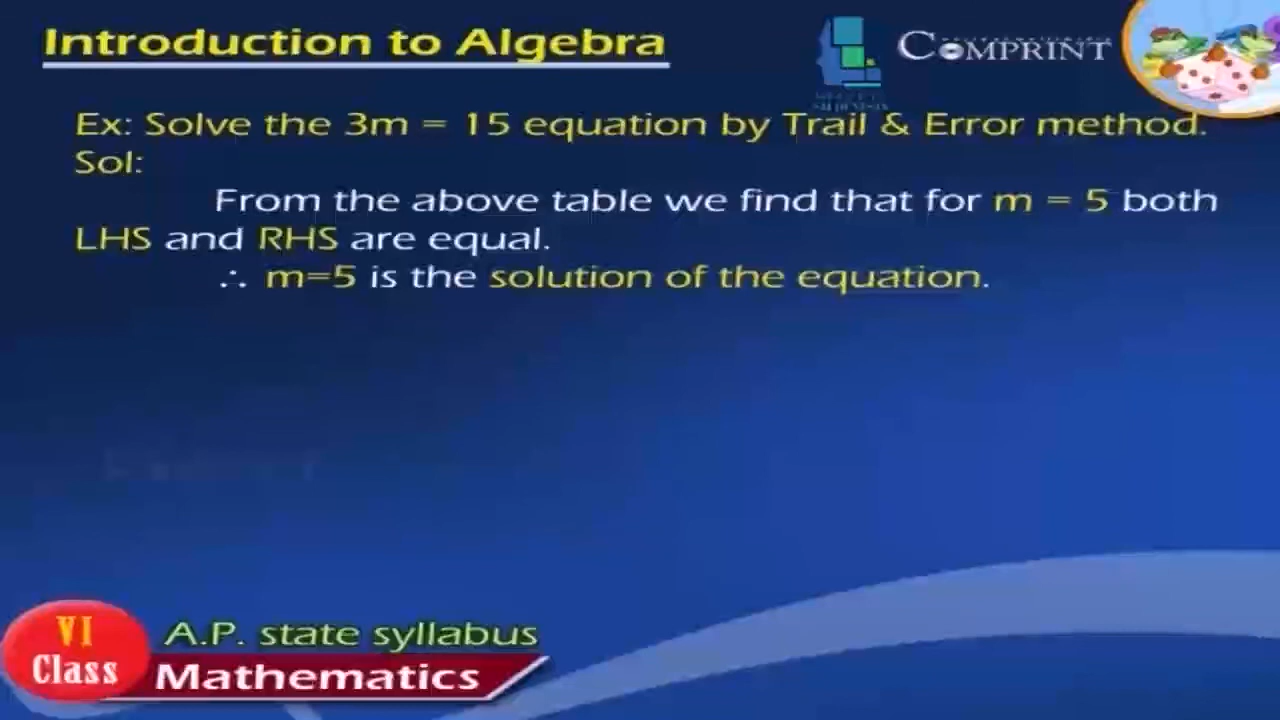 Introduction to Algebra
COMPRINT
Ex: Solve the 3m = 15 equation by Trail & Error method.
Sol:
From the above table we find that for m = 5 both
LHS and RHS are equal.
∴ m=5 is the solution of the equation.
VI
Class
A.P. state syllabus
Mathematics